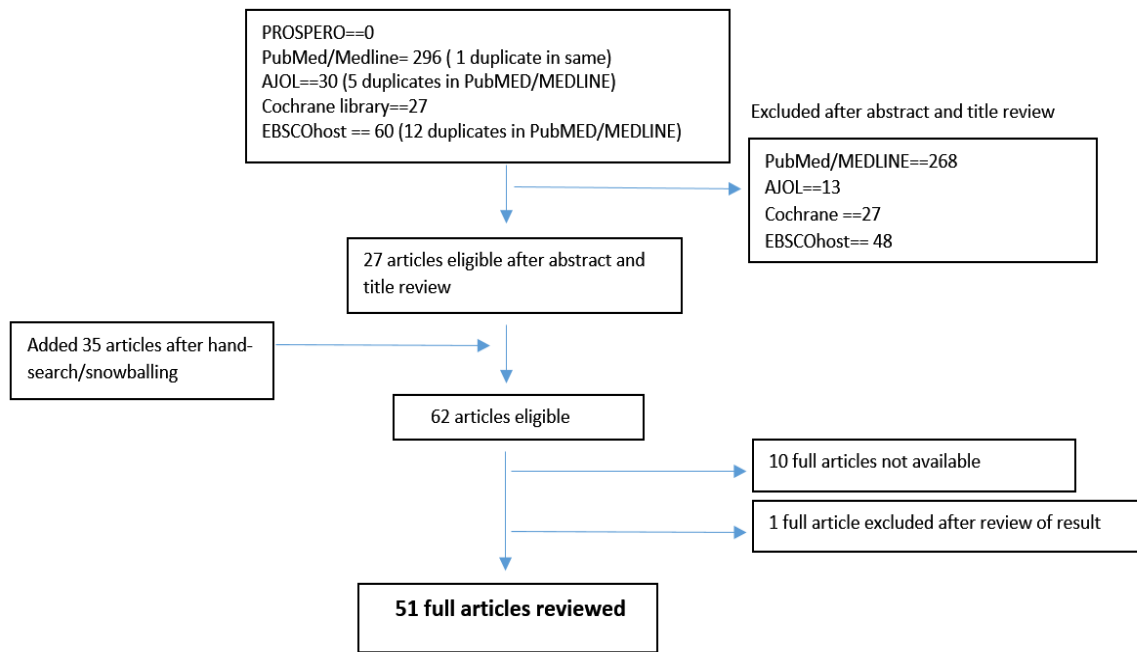 PROSPERO==0
PubMed/Medline= 296 ( 1 duplicate in same)
AJOL==30 (5 duplicates in PubMED/MEDLINE)
Cochrane library==27
EBSCOhost == 60 (12 duplicates in PubMED/MEDLINE)
Excluded after abstract and title review
PubMed/MEDLINE==268
AJOL==13
Cochrane ==27
EBSCOhost== 48
27 articles eligible after abstract and
title review
Added 35 articles after hand-
search/snowballing
62 articles eligible
10 full articles not available
1 full article excluded after review of result
51 full articles reviewed